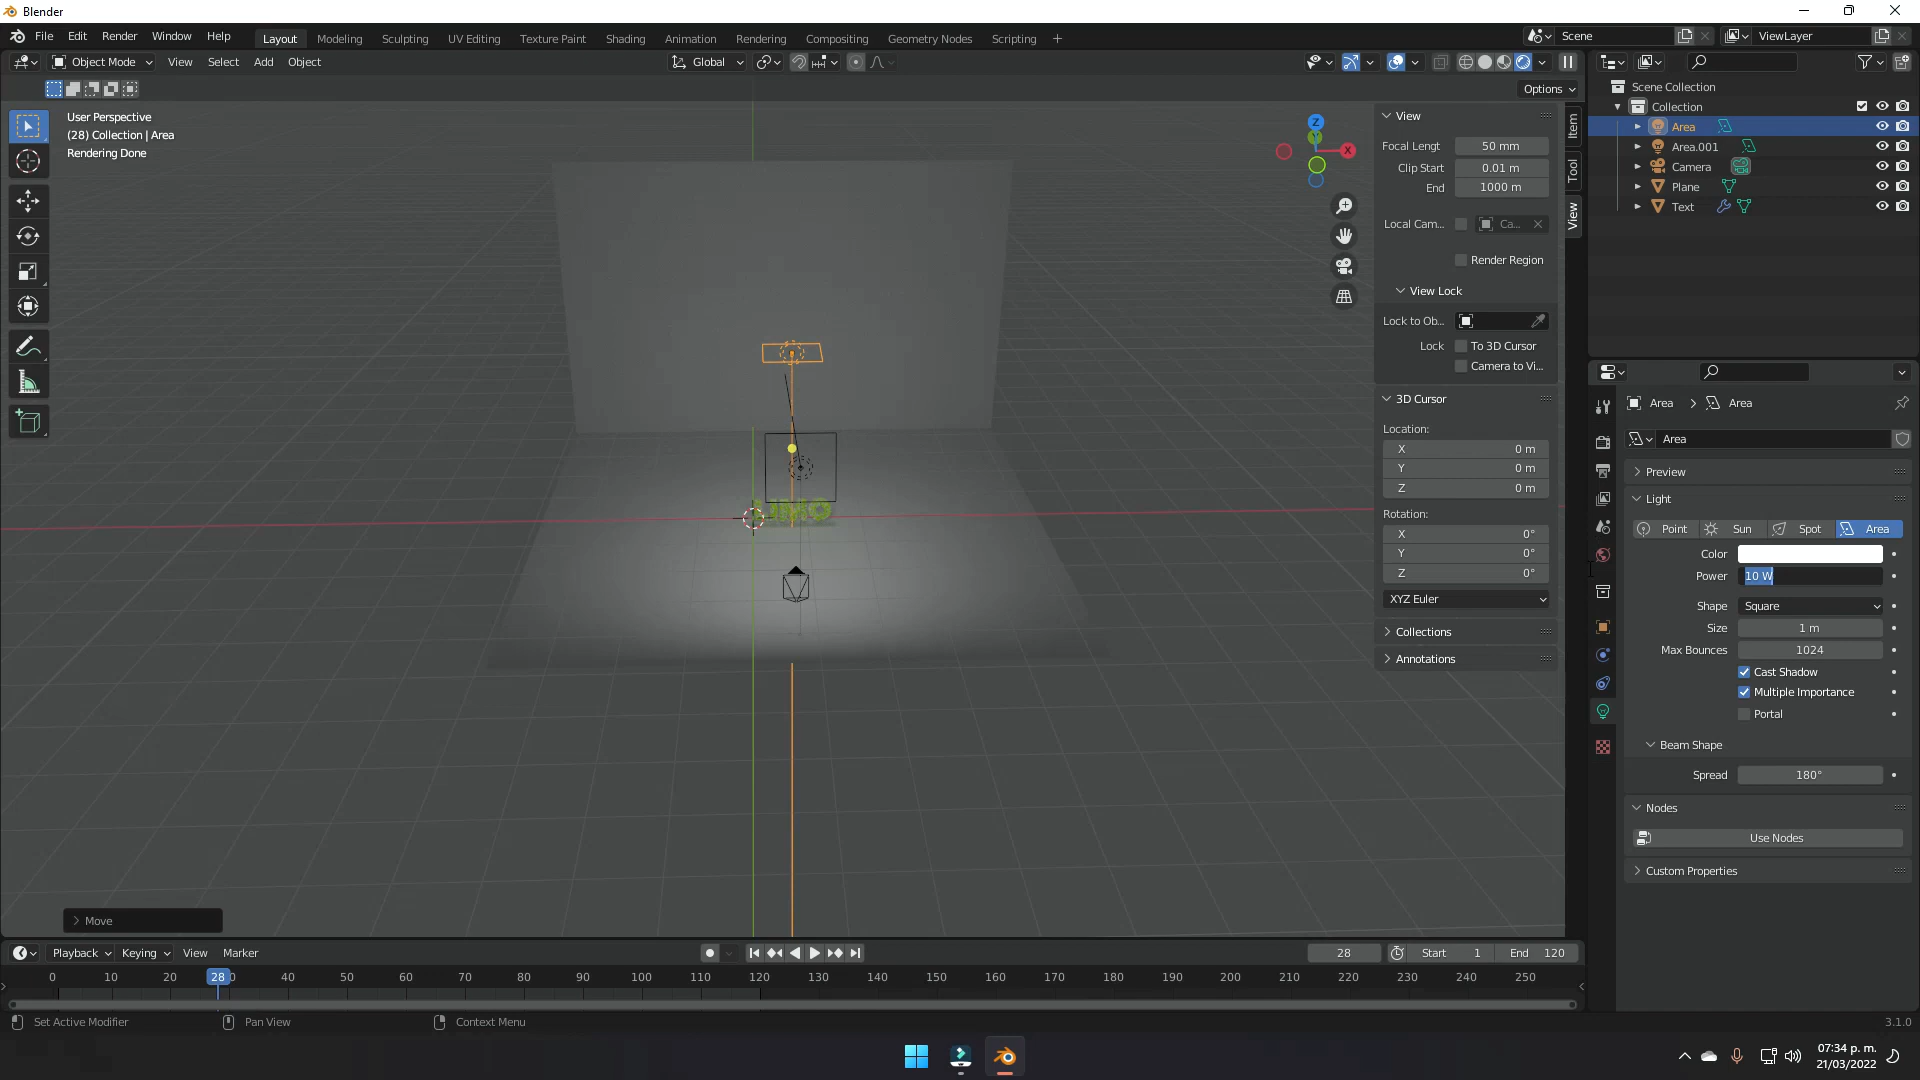 Blender
File Edit Render Window Help
Layout Modeling Sculpting UV Editing Texture Paint Shading Animation Rendering Compositing Geometry Nodes Scripting +
Scene
ViewLayer
Object Mode View Select Add Object
Global
Options
User Perspective
(28) Collection | Area
Rendering Done
Z
Y
X
View
Focal Lengt 50 mm
Clip Start 0.01 m
End 1000 m
Local Cam... Ca...
Render Region
View Lock
Lock to Ob...
Lock To 3D Cursor
Camera to Vi...
3D Cursor
Location:
X 0 m
Y 0 m
Z 0 m
Rotation:
X 0°
Y 0°
Z 0°
XYZ Euler
Collections
Annotations
Item
Tool
View
Scene Collection
Collection
Area
Area.001
Camera
Plane
Text
Area > Area
Area
Preview
Light
Point Sun Spot Area
Color
Power 10 W
Shape Square
Size 1 m
Max Bounces 1024
Cast Shadow
Multiple Importance
Portal
Beam Shape
Spread 180°
Nodes
Use Nodes
Custom Properties
Move
Playback Keying View Marker
28 Start 1 End 120
0 10 20 28 40 50 60 70 80 90 100 110 120 130 140 150 160 170 180 190 200 210 220 230 240 250
Set Active Modifier Pan View Context Menu
3.1.0
07:34 p. m.
21/03/2022